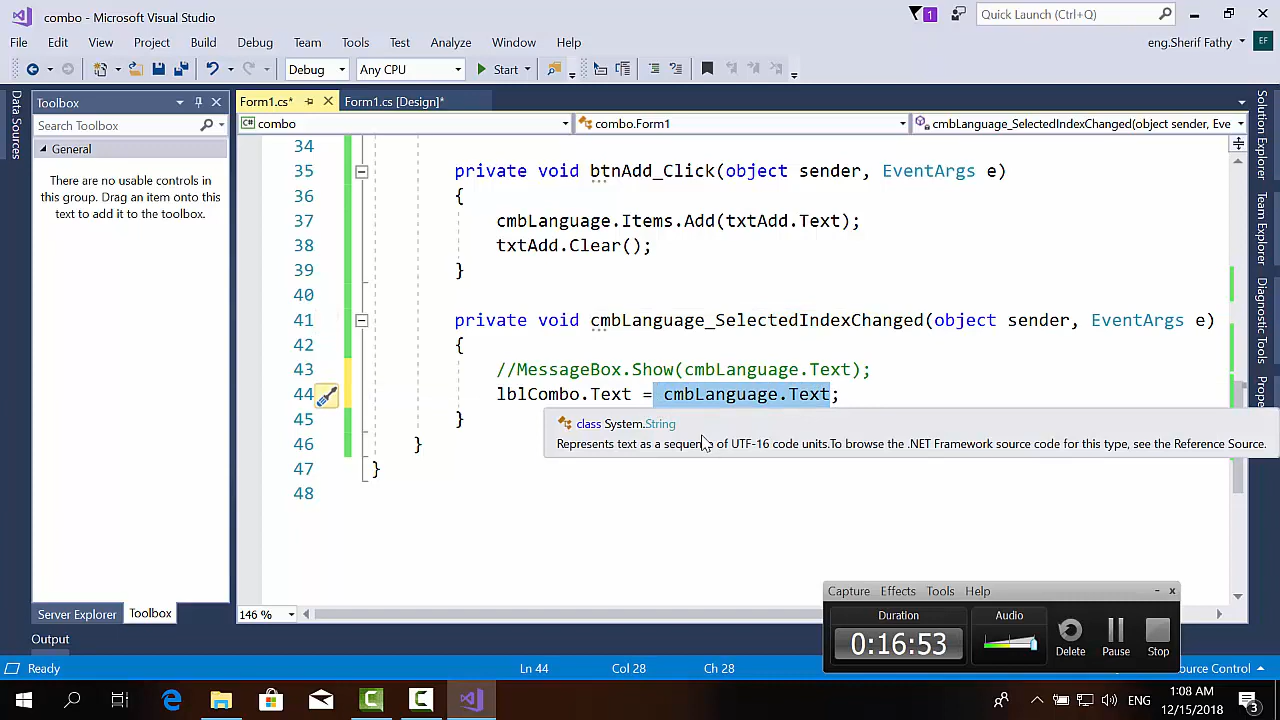 combo - Microsoft Visual Studio
1
Quick Launch (Ctrl+Q)
File Edit View Project Build Debug Team Tools Test Analyze Window Help
eng.Sherif Fathy
EF
Debug
Any CPU
Start
Data Sources
Toolbox
Search Toolbox
General
There are no usable controls in
this group. Drag an item onto this
text to add it to the toolbox.
Server Explorer
Toolbox
Form1.cs*
Form1.cs [Design]*
combo
combo.Form1
cmbLanguage_SelectedIndexChanged(object sender, Eve
34
35 private void btnAdd_Click(object sender, EventArgs e)
36 {
37 cmbLanguage.Items.Add(txtAdd.Text);
38 txtAdd.Clear();
39 }
40
41 private void cmbLanguage_SelectedIndexChanged(object sender, EventArgs e)
42 {
43 //MessageBox.Show(cmbLanguage.Text);
44 lblCombo.Text = cmbLanguage.Text;
45 }
class System.String
Represents text as a sequence of UTF-16 code units.To browse the .NET Framework source code for this type, see the Reference Source.
46 }
47 }
48
146 %
Solution Explorer
Team Explorer
Diagnostic Tools
Capture Effects Tools Help
Duration
0:16:53
Audio
Delete
Pause
Stop
Output
Ready
Ln 44
Col 28
Ch 28
ource Control
ENG
1:08 AM
12/15/2018
3